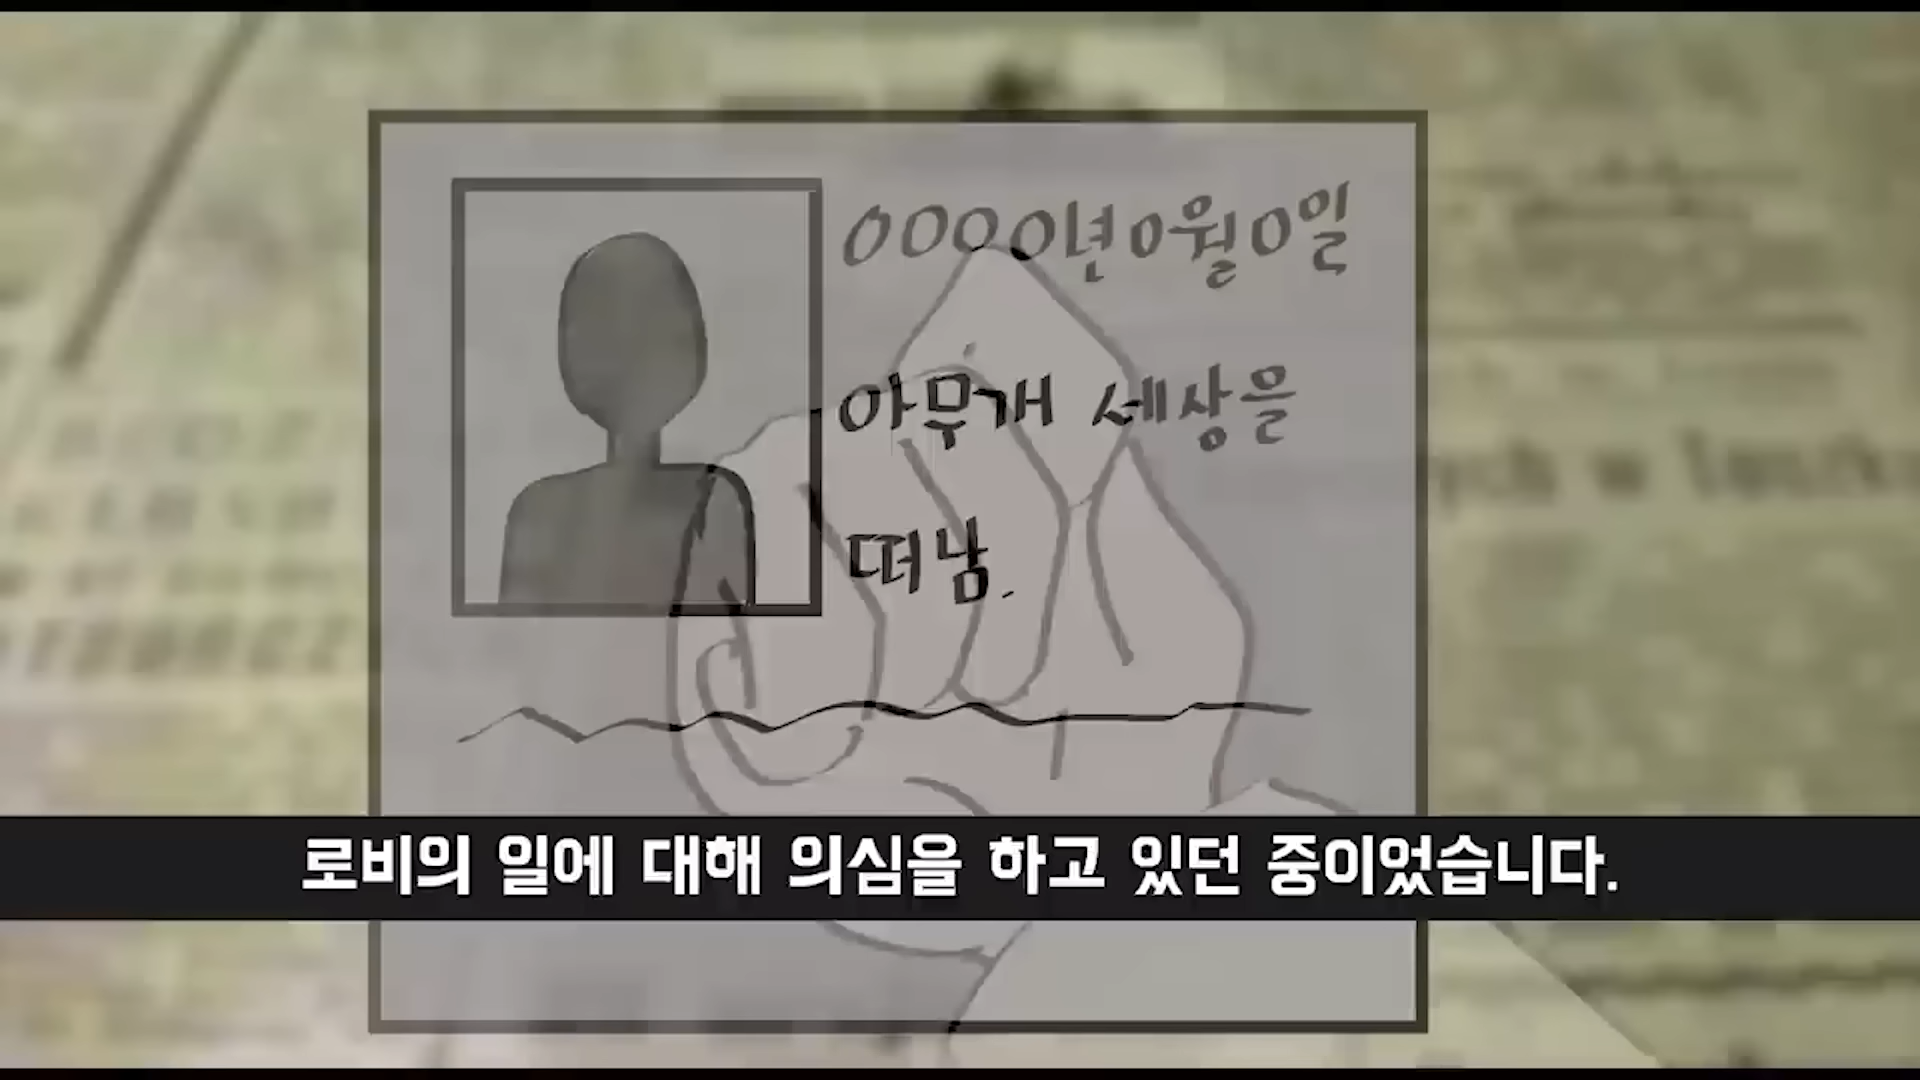 0000년0월0일
아무개 세상을
떠남.
로비의 일에 대해 의심을 하고 있던 중이었습니다.